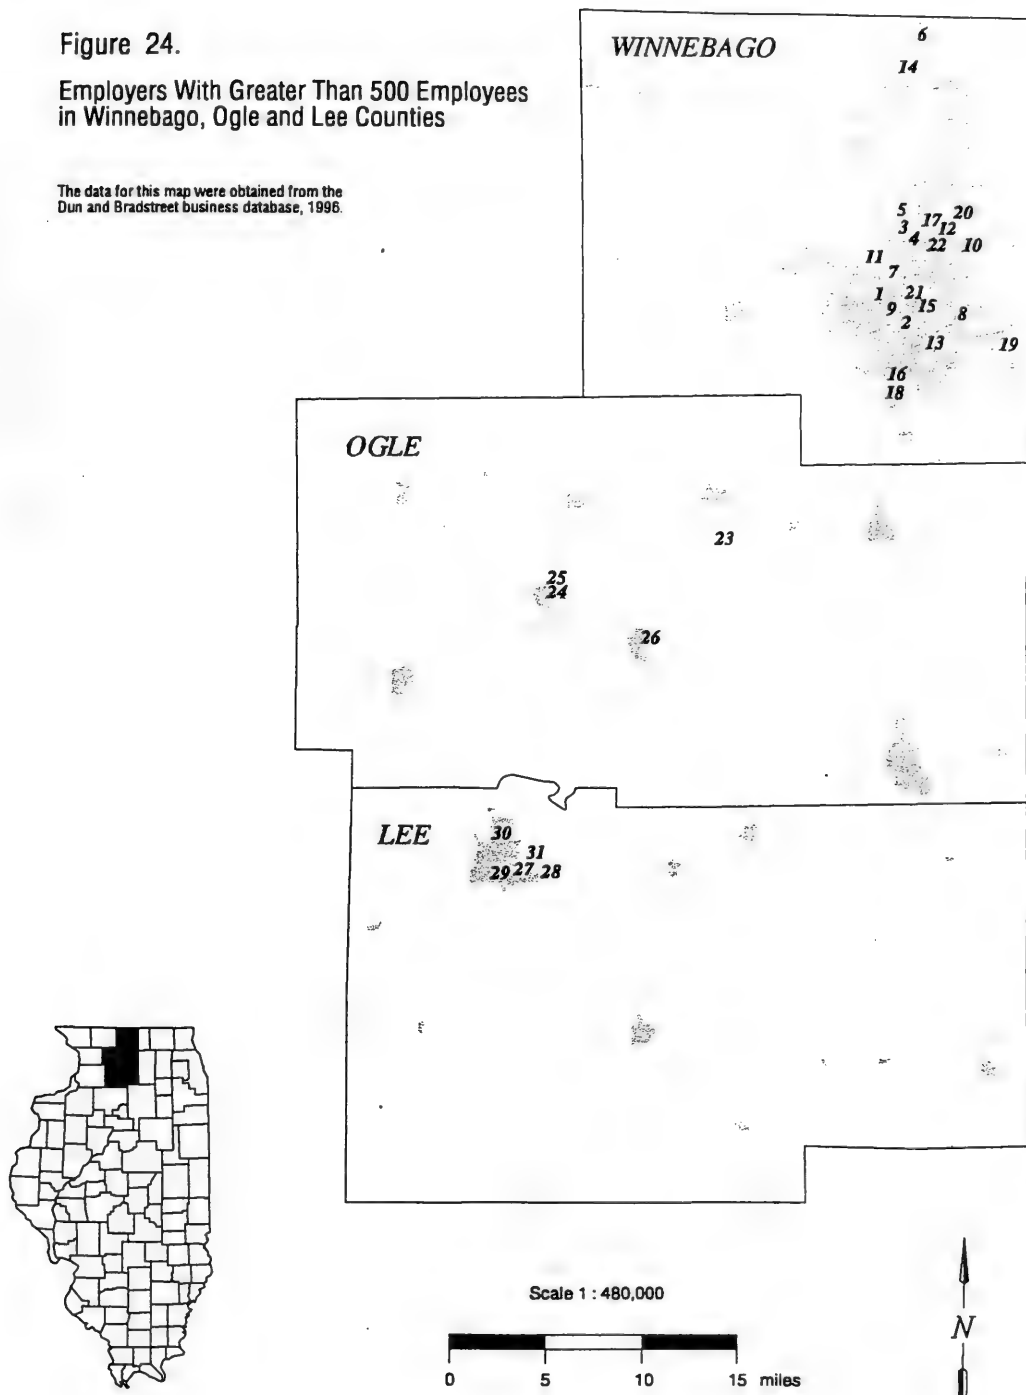 Figure 24.
Employers With Greater Than 500 Employees
in Winnebago, Ogle and Lee Counties
The data for this map were obtained from the
Dun and Bradstreet business database, 1996.
WINNEBAGO
6
14
5
17
20
3
12
4
22
10
11
7
1
21
9
15
8
2
13
19
16
18
OGLE
23
25
24
26
LEE
30
31
29
27
28
Scale 1 : 480,000
0 5 10 15 miles
N